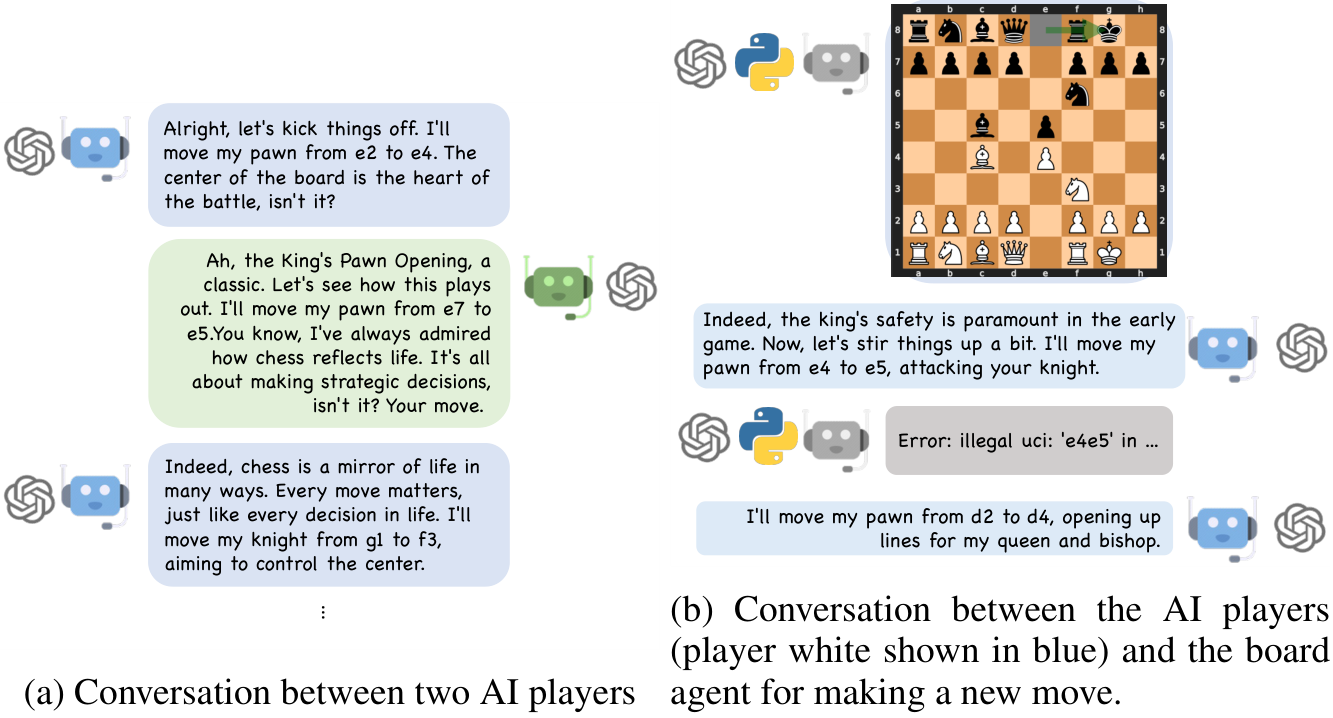 Alright, let's kick things off. I'll
move my pawn from e2 to e4. The
center of the board is the heart of
the battle, isn't it?
Ah, the King's Pawn Opening, a
classic. Let's see how this plays
out. I'll move my pawn from e7 to
e5.You know, I've always admired
how chess reflects life. It's all
about making strategic decisions,
isn't it? Your move.
Indeed, chess is a mirror of life in
many ways. Every move matters,
just like every decision in life. I'll
move my knight from g1 to f3,
aiming to control the center.
⋮
(a) Conversation between two AI players
a b c d e f g h
8 8
7 7
6 6
5 5
4 4
3 3
2 2
1 1
a b c d e f g h
Indeed, the king's safety is paramount in the early
game. Now, let's stir things up a bit. I'll move my
pawn from e4 to e5, attacking your knight.
Error: illegal uci: 'e4e5' in ...
I'll move my pawn from d2 to d4, opening up
lines for my queen and bishop.
(b) Conversation between the AI players
(player white shown in blue) and the board
agent for making a new move.